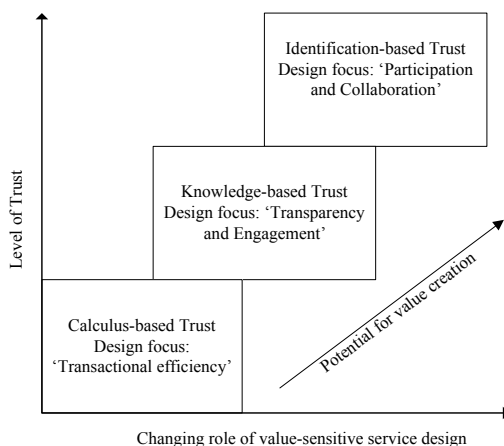 Identification-based Trust
Design focus: ‘Participation
and Collaboration’
Level of Trust
Knowledge-based Trust
Design focus: ‘Transparency
and Engagement’
Calculus-based Trust
Design focus:
‘Transactional efficiency’
Potential for value creation
Changing role of value-sensitive service design